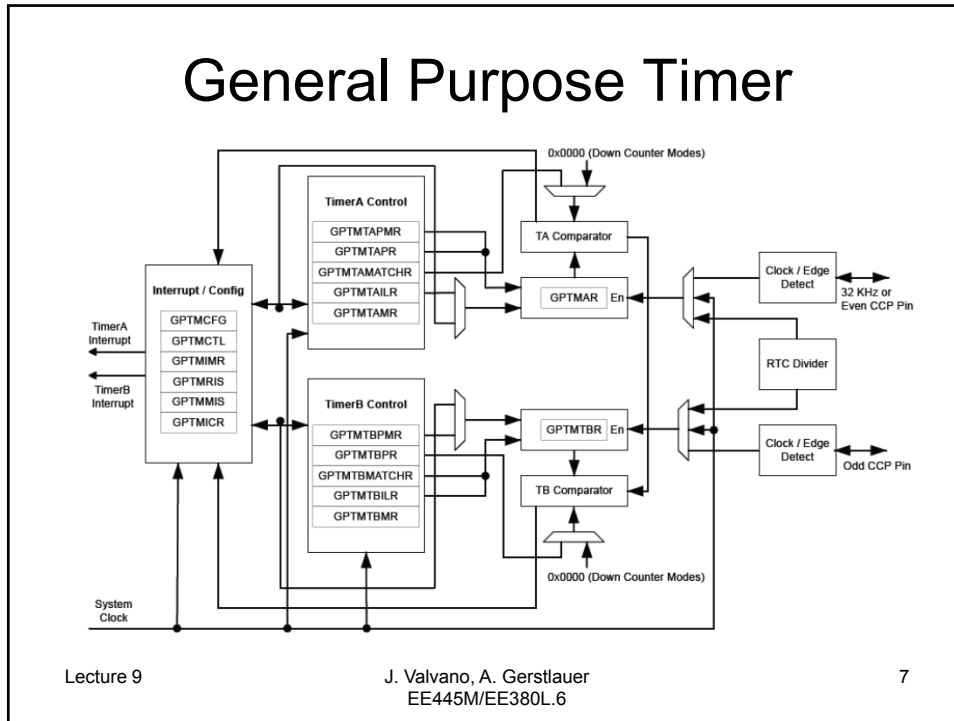 General Purpose Timer
0x0000 (Down Counter Modes)
TimerA Control
GPTMTAPMR
GPTMTAPR
GPTMTAMATCHR
GPTMTAILR
GPTMTAMR
TA Comparator
GPTMAR
En
Clock / Edge
Detect
32 KHz or
Even CCP Pin
Interrupt / Config
GPTMCFG
GPTMCTL
GPTMIMR
GPTMRIS
GPTMMIS
GPTMICR
TimerA
Interrupt
TimerB
Interrupt
RTC Divider
TimerB Control
GPTMTBPMR
GPTMTBPR
GPTMTBMATCHR
GPTMTBILR
GPTMTBMR
GPTMTBR
En
TB Comparator
Clock / Edge
Detect
Odd CCP Pin
0x0000 (Down Counter Modes)
System
Clock
Lecture 9
J. Valvano, A. Gerstlauer
EE445M/EE380L.6
7